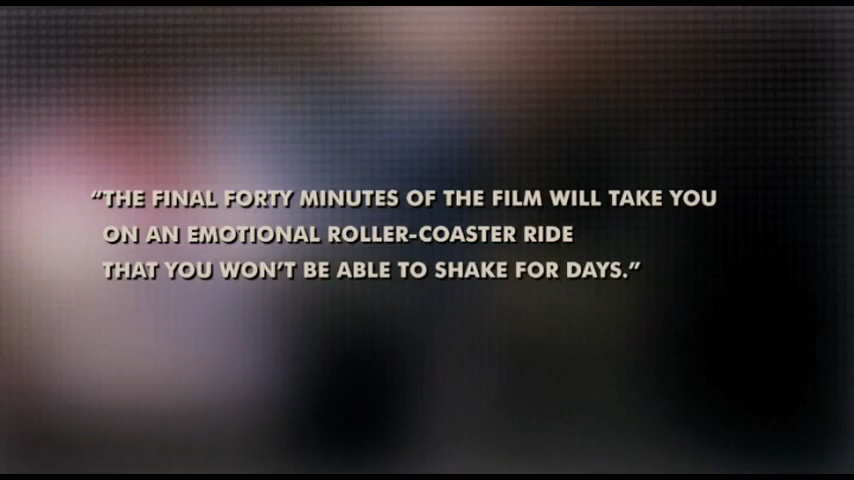 “THE FINAL FORTY MINUTES OF THE FILM WILL TAKE YOU
ON AN EMOTIONAL ROLLER-COASTER RIDE
THAT YOU WON’T BE ABLE TO SHAKE FOR DAYS.”